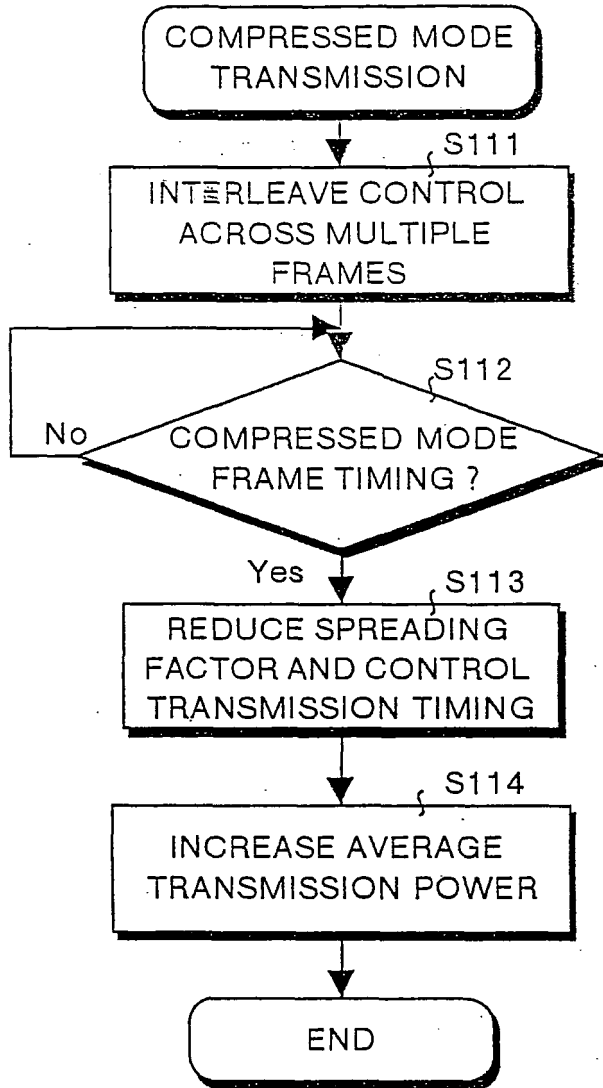 COMPRESSED MODE
TRANSMISSION
S111
INTERLEAVE CONTROL
ACROSS MULTIPLE
FRAMES
S112
No
COMPRESSED MODE
FRAME TIMING ?
Yes
S113
REDUCE SPREADING
FACTOR AND CONTROL
TRANSMISSION TIMING
S114
INCREASE AVERAGE
TRANSMISSION POWER
END